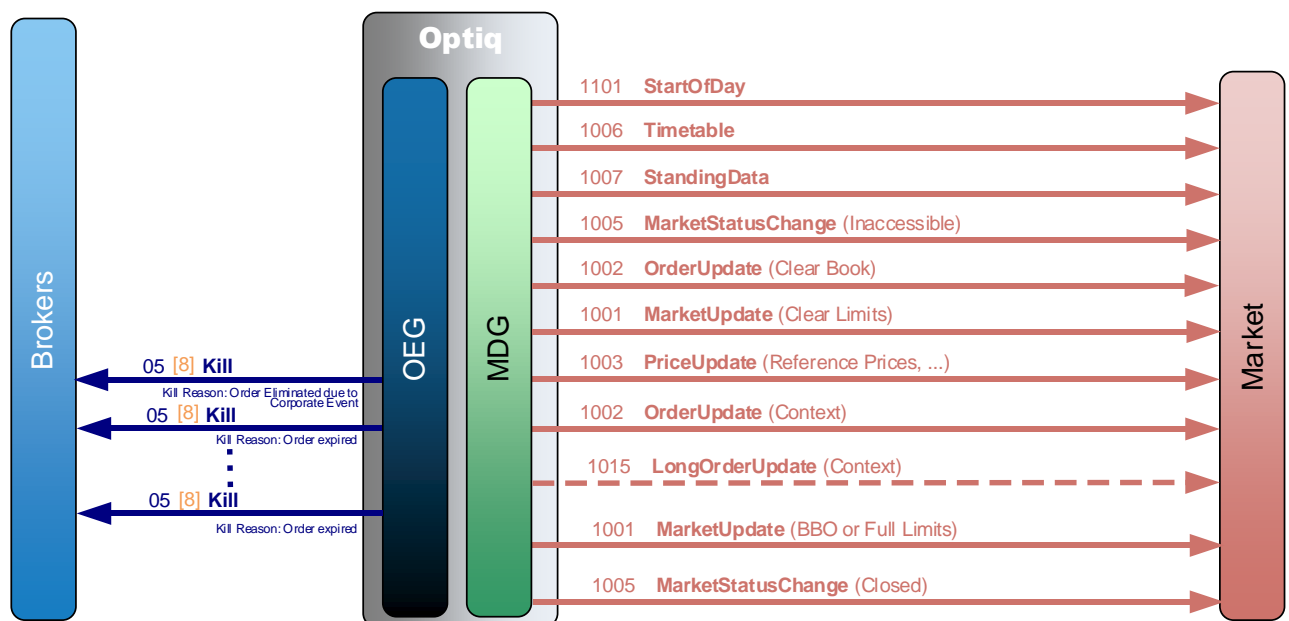 Optiq
Brokers
OEG
MDG
Market
1101 StartOfDay
1006 Timetable
1007 StandingData
1005 MarketStatusChange (Inaccessible)
1002 OrderUpdate (Clear Book)
1001 MarketUpdate (Clear Limits)
1003 PriceUpdate (Reference Prices, ...)
1002 OrderUpdate (Context)
1015 LongOrderUpdate (Context)
1001 MarketUpdate (BBO or Full Limits)
1005 MarketStatusChange (Closed)
05 [8] Kill
Kill Reason: Order Eliminated due to
Corporate Event
05 [8] Kill
Kill Reason: Order expired
05 [8] Kill
Kill Reason: Order expired